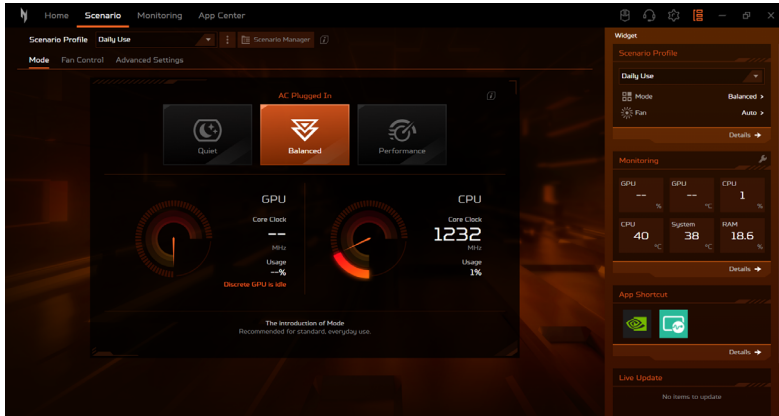 Home Scenario Monitoring App Center
Scenario Profile Daily Use Scenario Manager
Mode Fan Control Advanced Settings
AC Plugged In
Quiet Balanced Performance
GPU
Core Clock
--
MHz
Usage
--%
Discrete GPU is idle
CPU
Core Clock
1232
MHz
Usage
1%
The Introduction of Mode
Recommended for standard, everyday use.
Widget
Scenario Profile
Daily Use
Mode Balanced >
Fan Auto >
Details →
Monitoring
GPU -- %
GPU -- °C
CPU 1 %
CPU 40 °C
System 38 °C
RAM 18.6 %
Details →
App Shortcut
Details →
Live Update
No items to update